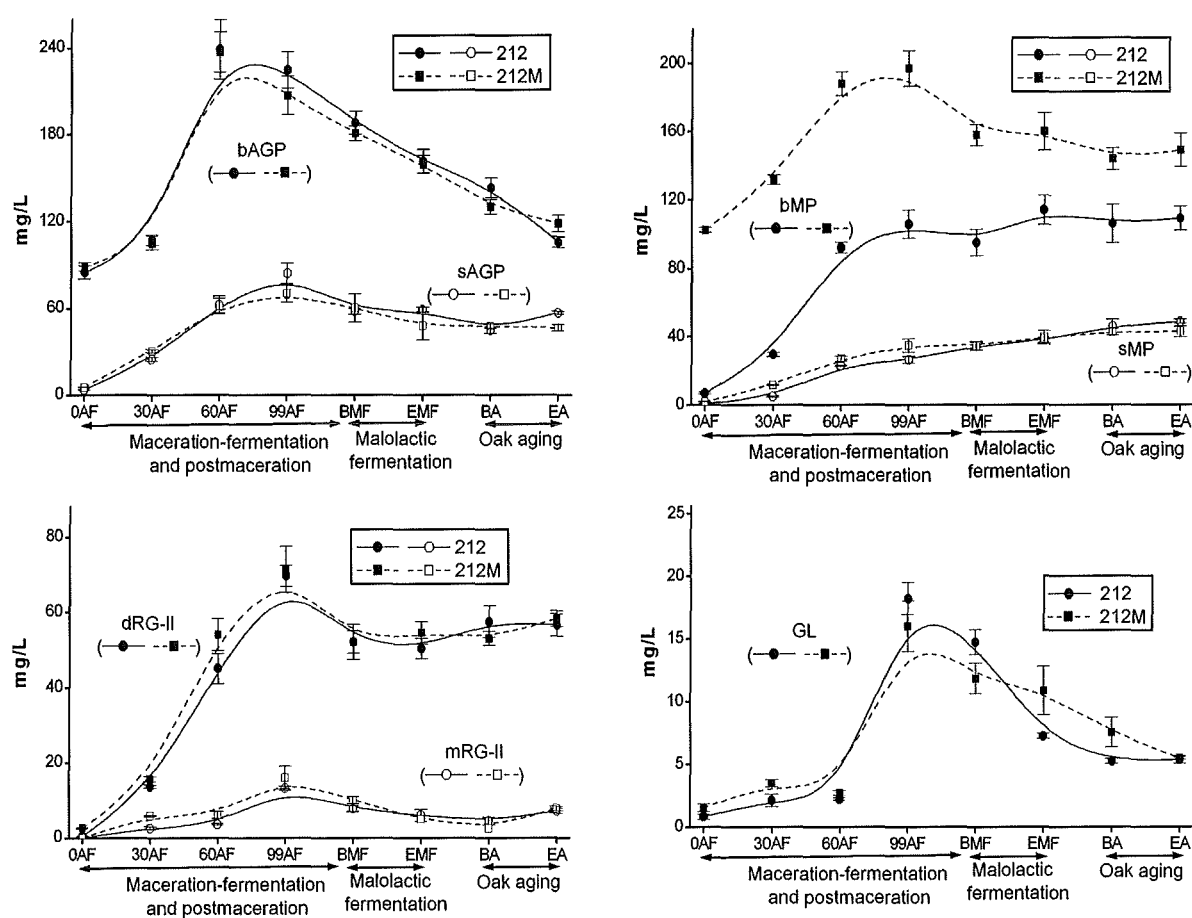 mg/L
240
180
120
60
0
212
212M
bAGP
( )
sAGP
( )
0AF 30AF 60AF 99AF BMF EMF BA EA
Maceration-fermentation
and postmaceration
Malolactic
fermentation
Oak aging
mg/L
200
160
120
80
40
0
212
212M
bMP
( )
sMP
( )
0AF 30AF 60AF 99AF BMF EMF BA EA
Maceration-fermentation
and postmaceration
Malolactic
fermentation
Oak aging
mg/L
80
60
40
20
0
212
212M
dRG-II
( )
mRG-II
( )
0AF 30AF 60AF 99AF BMF EMF BA EA
Maceration-fermentation
and postmaceration
Malolactic
fermentation
Oak aging
mg/L
25
20
15
10
5
0
212
212M
GL
( )
0AF 30AF 60AF 99AF BMF EMF BA EA
Maceration-fermentation
and postmaceration
Malolactic
fermentation
Oak aging